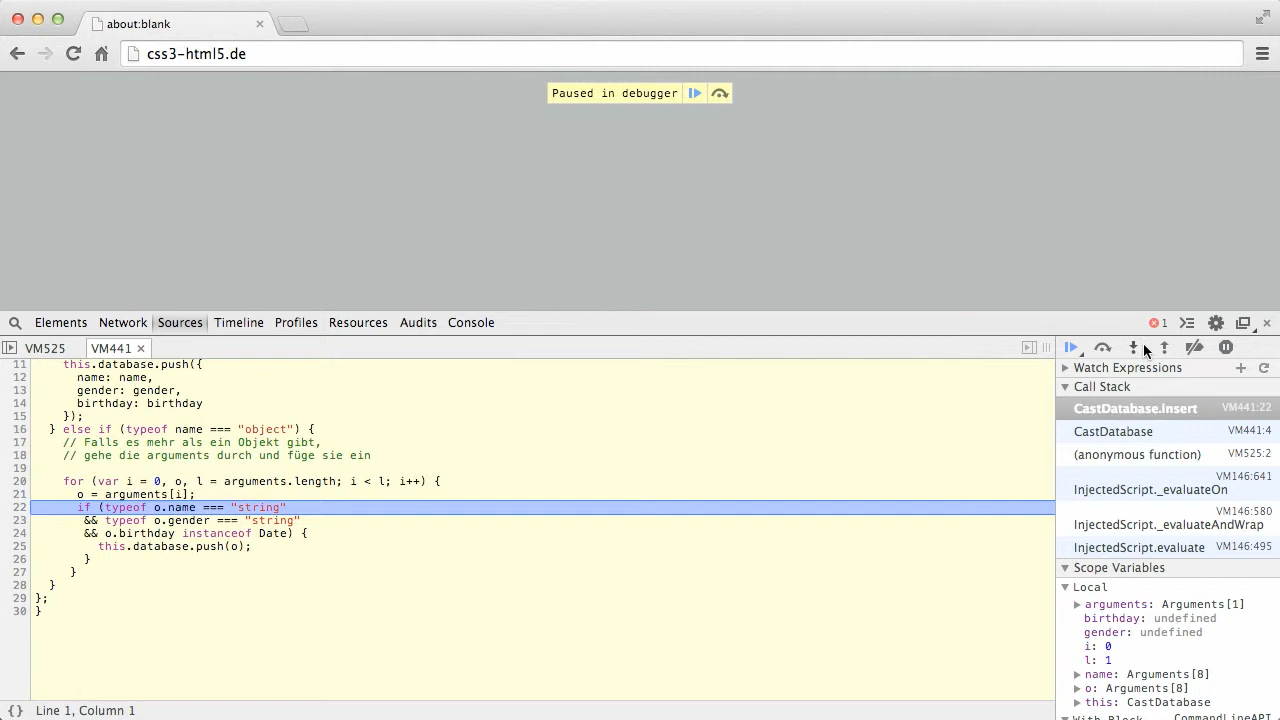 about:blank
css3-html5.de
Paused in debugger
Elements Network Sources Timeline Profiles Resources Audits Console 1
VM525 VM441
11 this.database.push({
12 name: name,
13 gender: gender,
14 birthday: birthday
15 });
16 } else if (typeof name === "object") {
17 // Falls es mehr als ein Objekt gibt,
18 // gehe die arguments durch und füge sie ein
19
20 for (var i = 0, o, l = arguments.length; i < l; i++) {
21 o = arguments[i];
22 if (typeof o.name === "string"
23 && typeof o.gender === "string"
24 && o.birthday instanceof Date) {
25 this.database.push(o);
26 }
27 }
28 }
29 };
30 }
{} Line 1, Column 1
Watch Expressions
Call Stack
CastDatabase.insert VM441:22
CastDatabase VM441:4
(anonymous function) VM525:2
VM146:641
InjectedScript._evaluateOn
VM146:580
InjectedScript._evaluateAndWrap
InjectedScript.evaluate VM146:495
Scope Variables
Local
arguments: Arguments[1]
birthday: undefined
gender: undefined
i: 0
l: 1
name: Arguments[8]
o: Arguments[8]
this: CastDatabase
With Block CommandLineAPI